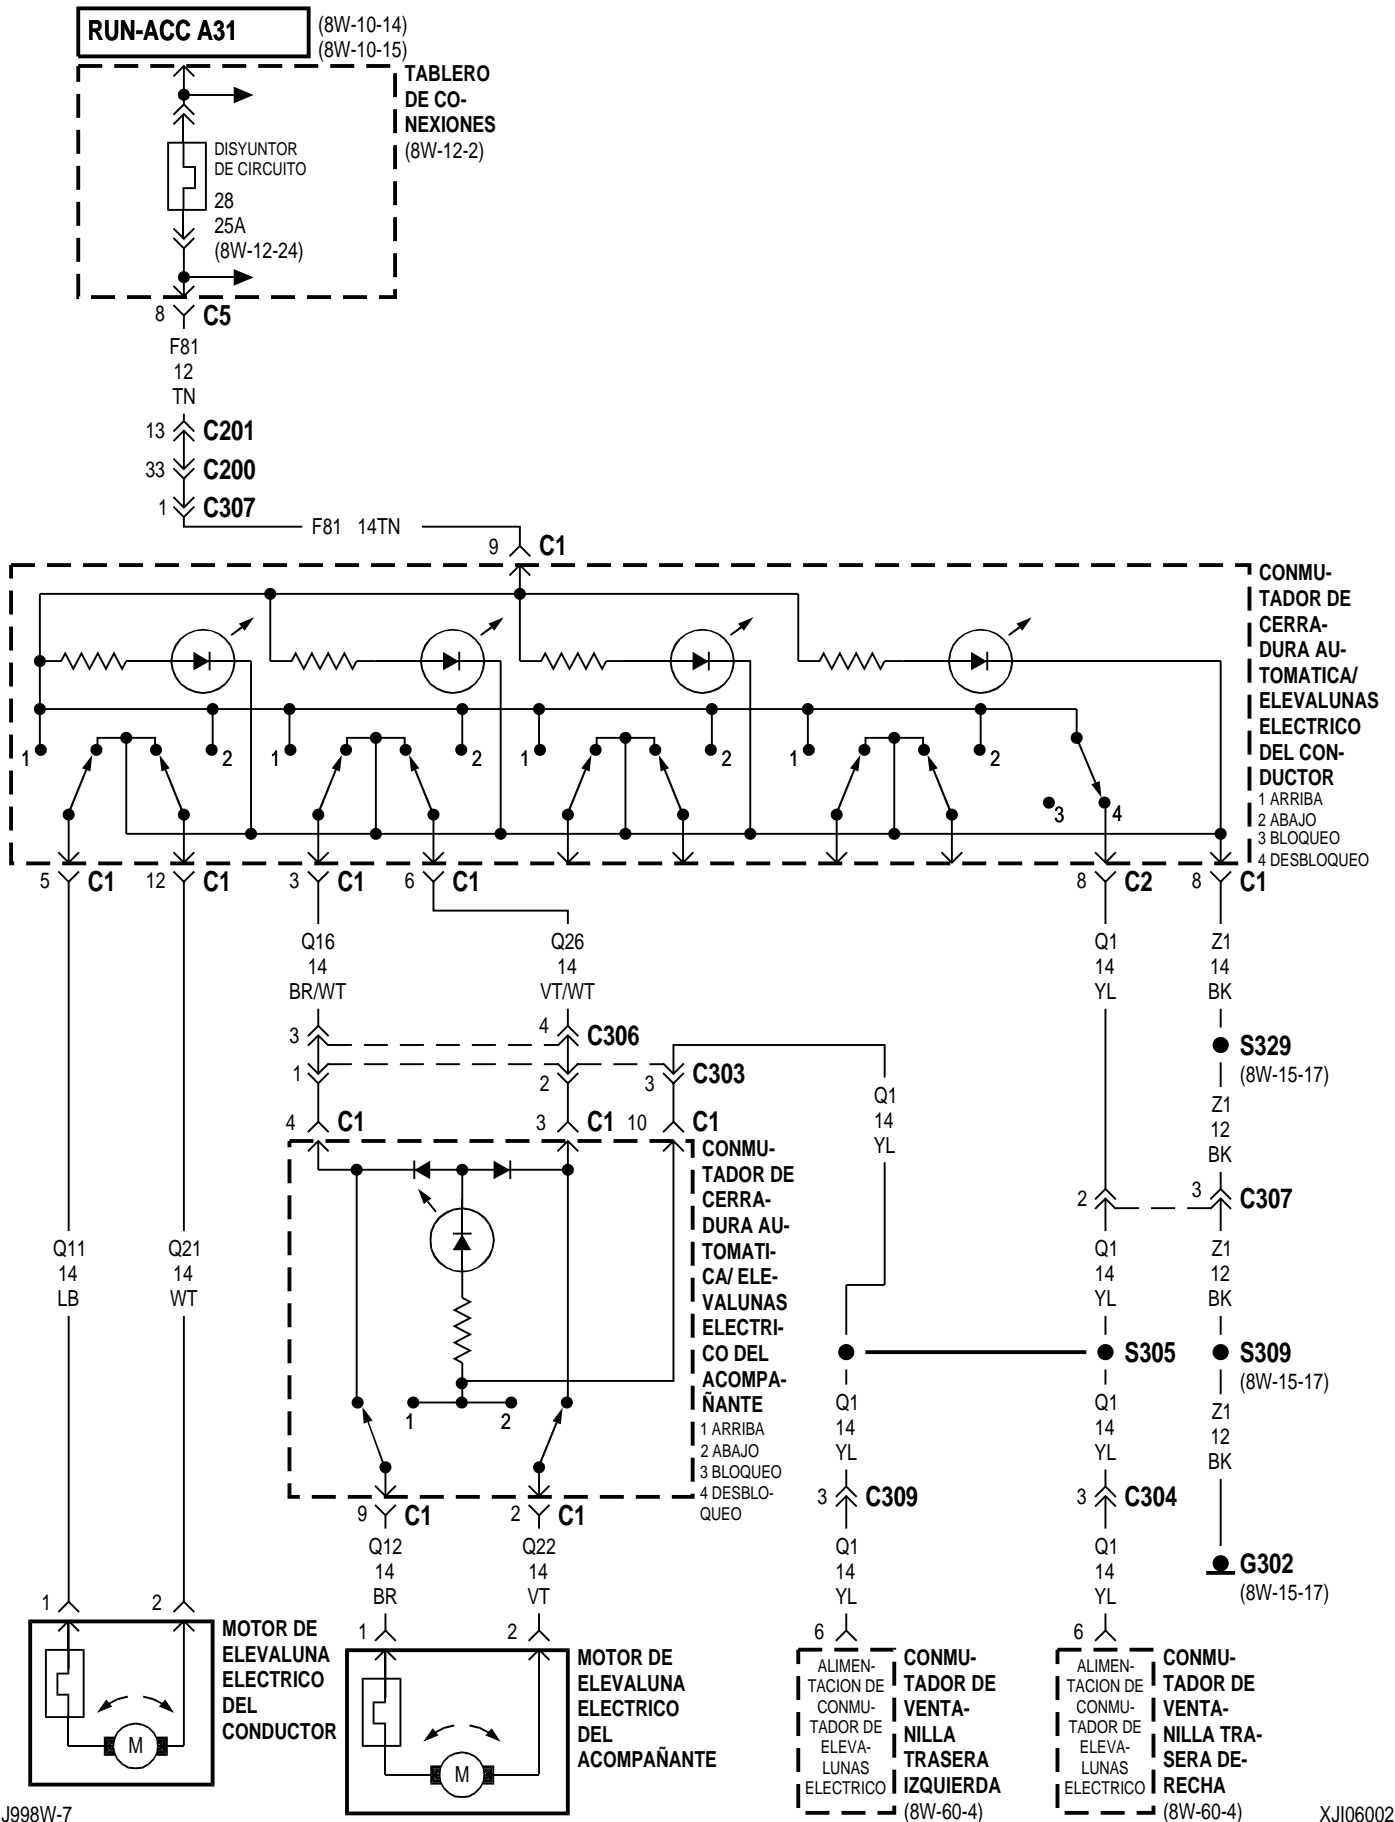 RUN-ACC A31
(8W-10-14)
(8W-10-15)
TABLERO
DE CO-
NEXIONES
(8W-12-2)
DISYUNTOR
DE CIRCUITO
28
25A
(8W-12-24)
8 C5
F81
12
TN
13 C201
33 C200
1 C307
F81 14TN
9 C1
CONMU-
TADOR DE
CERRA-
DURA AU-
TOMATICA/
ELEVALUNAS
ELECTRICO
DEL CON-
DUCTOR
1 ARRIBA
2 ABAJO
3 BLOQUEO
4 DESBLOQUEO
1 2 1 2 1 2 1 2
3 4
5 C1 12 C1 3 C1 6 C1 8 C2 8 C1
Q16
14
BR/WT
Q26
14
VT/WT
Q1
14
YL
Z1
14
BK
3 4 C306
1 2 3 C303
S329
(8W-15-17)
Q1
14
YL
Z1
12
BK
4 C1 3 C1 10 C1
CONMU-
TADOR DE
CERRA-
DURA AU-
TOMATI-
CA/ ELE-
VALUNAS
ELECTRI-
CO DEL
ACOMPA-
ÑANTE
1 ARRIBA
2 ABAJO
3 BLOQUEO
4 DESBLO-
QUEO
1 2
2 3 C307
Q11
14
LB
Q21
14
WT
Q1
14
YL
Z1
12
BK
S305
S309
(8W-15-17)
Q1
14
YL
Q1
14
YL
Z1
12
BK
9 C1 2 C1
3 C309
3 C304
Q12
14
BR
Q22
14
VT
Q1
14
YL
Q1
14
YL
G302
(8W-15-17)
1 2
MOTOR DE
ELEVALUNA
ELECTRICO
DEL
CONDUCTOR
M
1 2
MOTOR DE
ELEVALUNA
ELECTRICO
DEL
ACOMPAÑANTE
M
6
ALIMEN-
TACION DE
CONMU-
TADOR DE
ELEVA-
LUNAS
ELECTRICO
CONMU-
TADOR DE
VENTA-
NILLA
TRASERA
IZQUIERDA
(8W-60-4)
6
ALIMEN-
TACION DE
CONMU-
TADOR DE
ELEVA-
LUNAS
ELECTRICO
CONMU-
TADOR DE
VENTA-
NILLA TRA-
SERA DE-
RECHA
(8W-60-4)
J998W-7
XJI06002